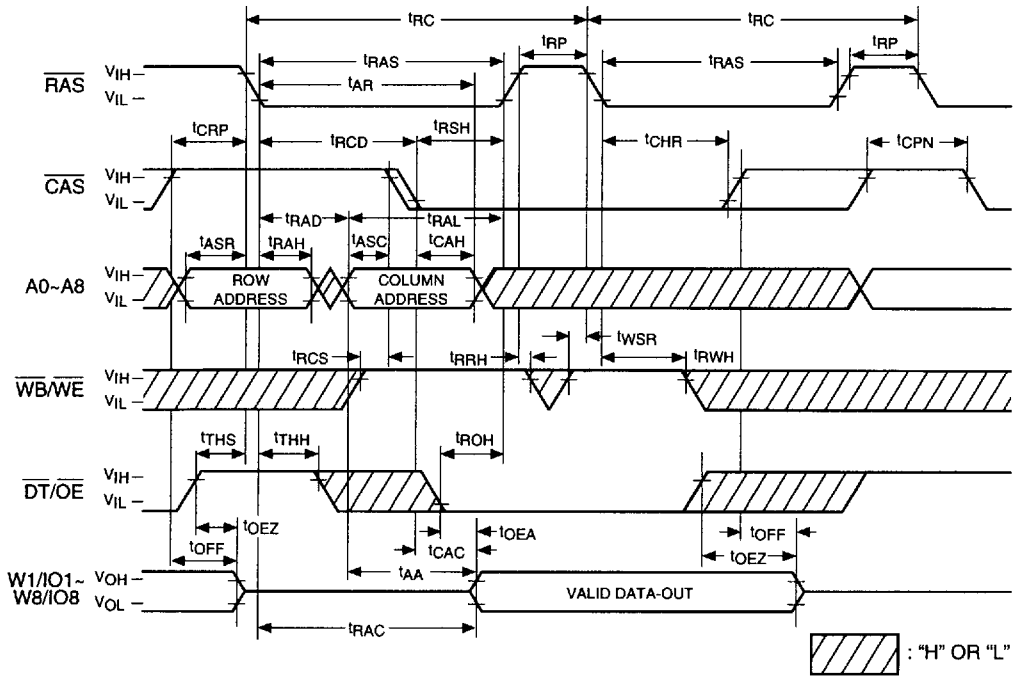 tRC tRC
tRP tRP
tRAS tRAS
RAS VIH
VIL
tAR
tCRP tRCD tRSH tCHR tCPN
CAS VIH
VIL
tRAD tRAL
tASR tRAH tASC tCAH
A0~A8 VIH
VIL
ROW ADDRESS
COLUMN ADDRESS
tWSR
tRCS tRRH tRWH
WB/WE VIH
VIL
tTHS tTHH tROH
DT/OE VIH
VIL
tOEZ tOEA tOFF
tOFF tCAC tOEZ
tAA
W1/IO1~ VOH
W8/IO8 VOL
VALID DATA-OUT
tRAC
: "H" OR "L"